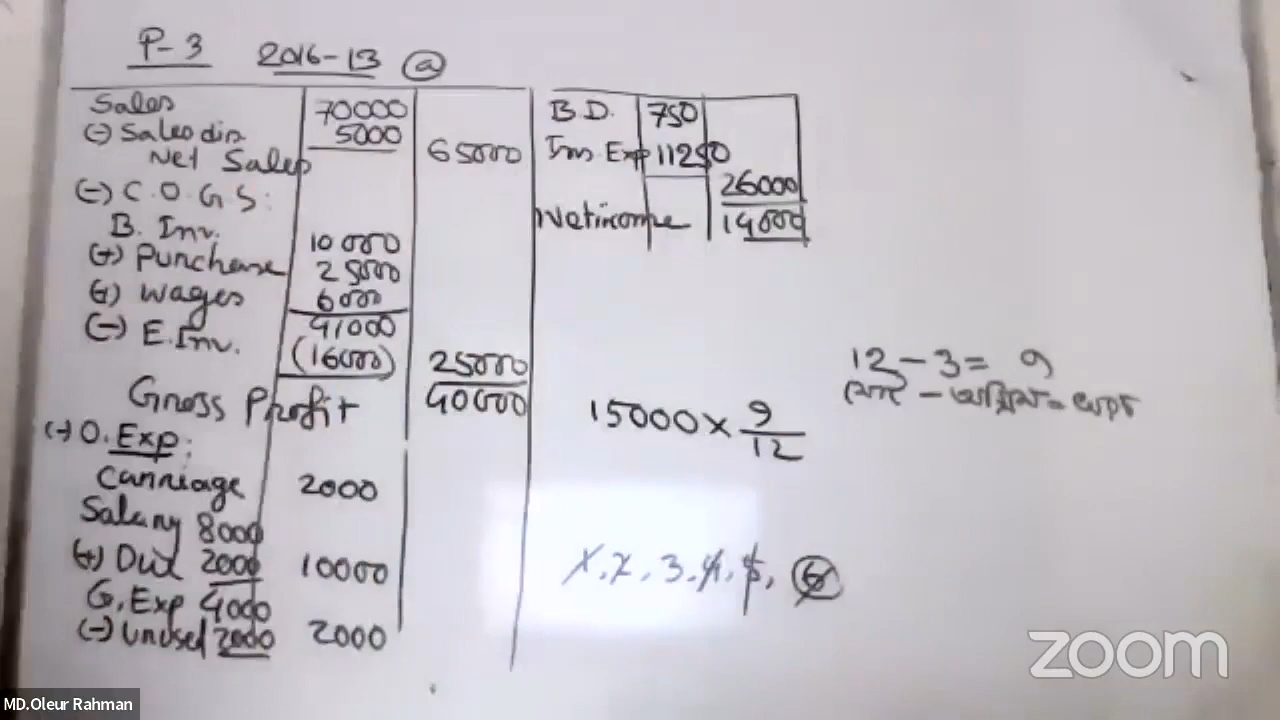 P-3 2016-13 ⓐ
Sales 70000
(-) Sales dis 5000
Net Sales 65000
(-) C.O.G.S:
B. Inv. 10000
(+) Purchase 25000
(+) Wages 6000
41000
(-) E.Inv. (16000) 25000
Gross Profit 40000
(-) O. Exp:
Carriage 2000
Salary 8000
(+) Due 2000 10000
G. Exp 4000
(-) Unused 2000 2000
B.D. 750
Ins. Exp 11250
26000
Net income 14000
15000 × 9/12
12 - 3 = 9
1. 2. 3. 4. 5. 6
zoom
MD.Oleur Rahman